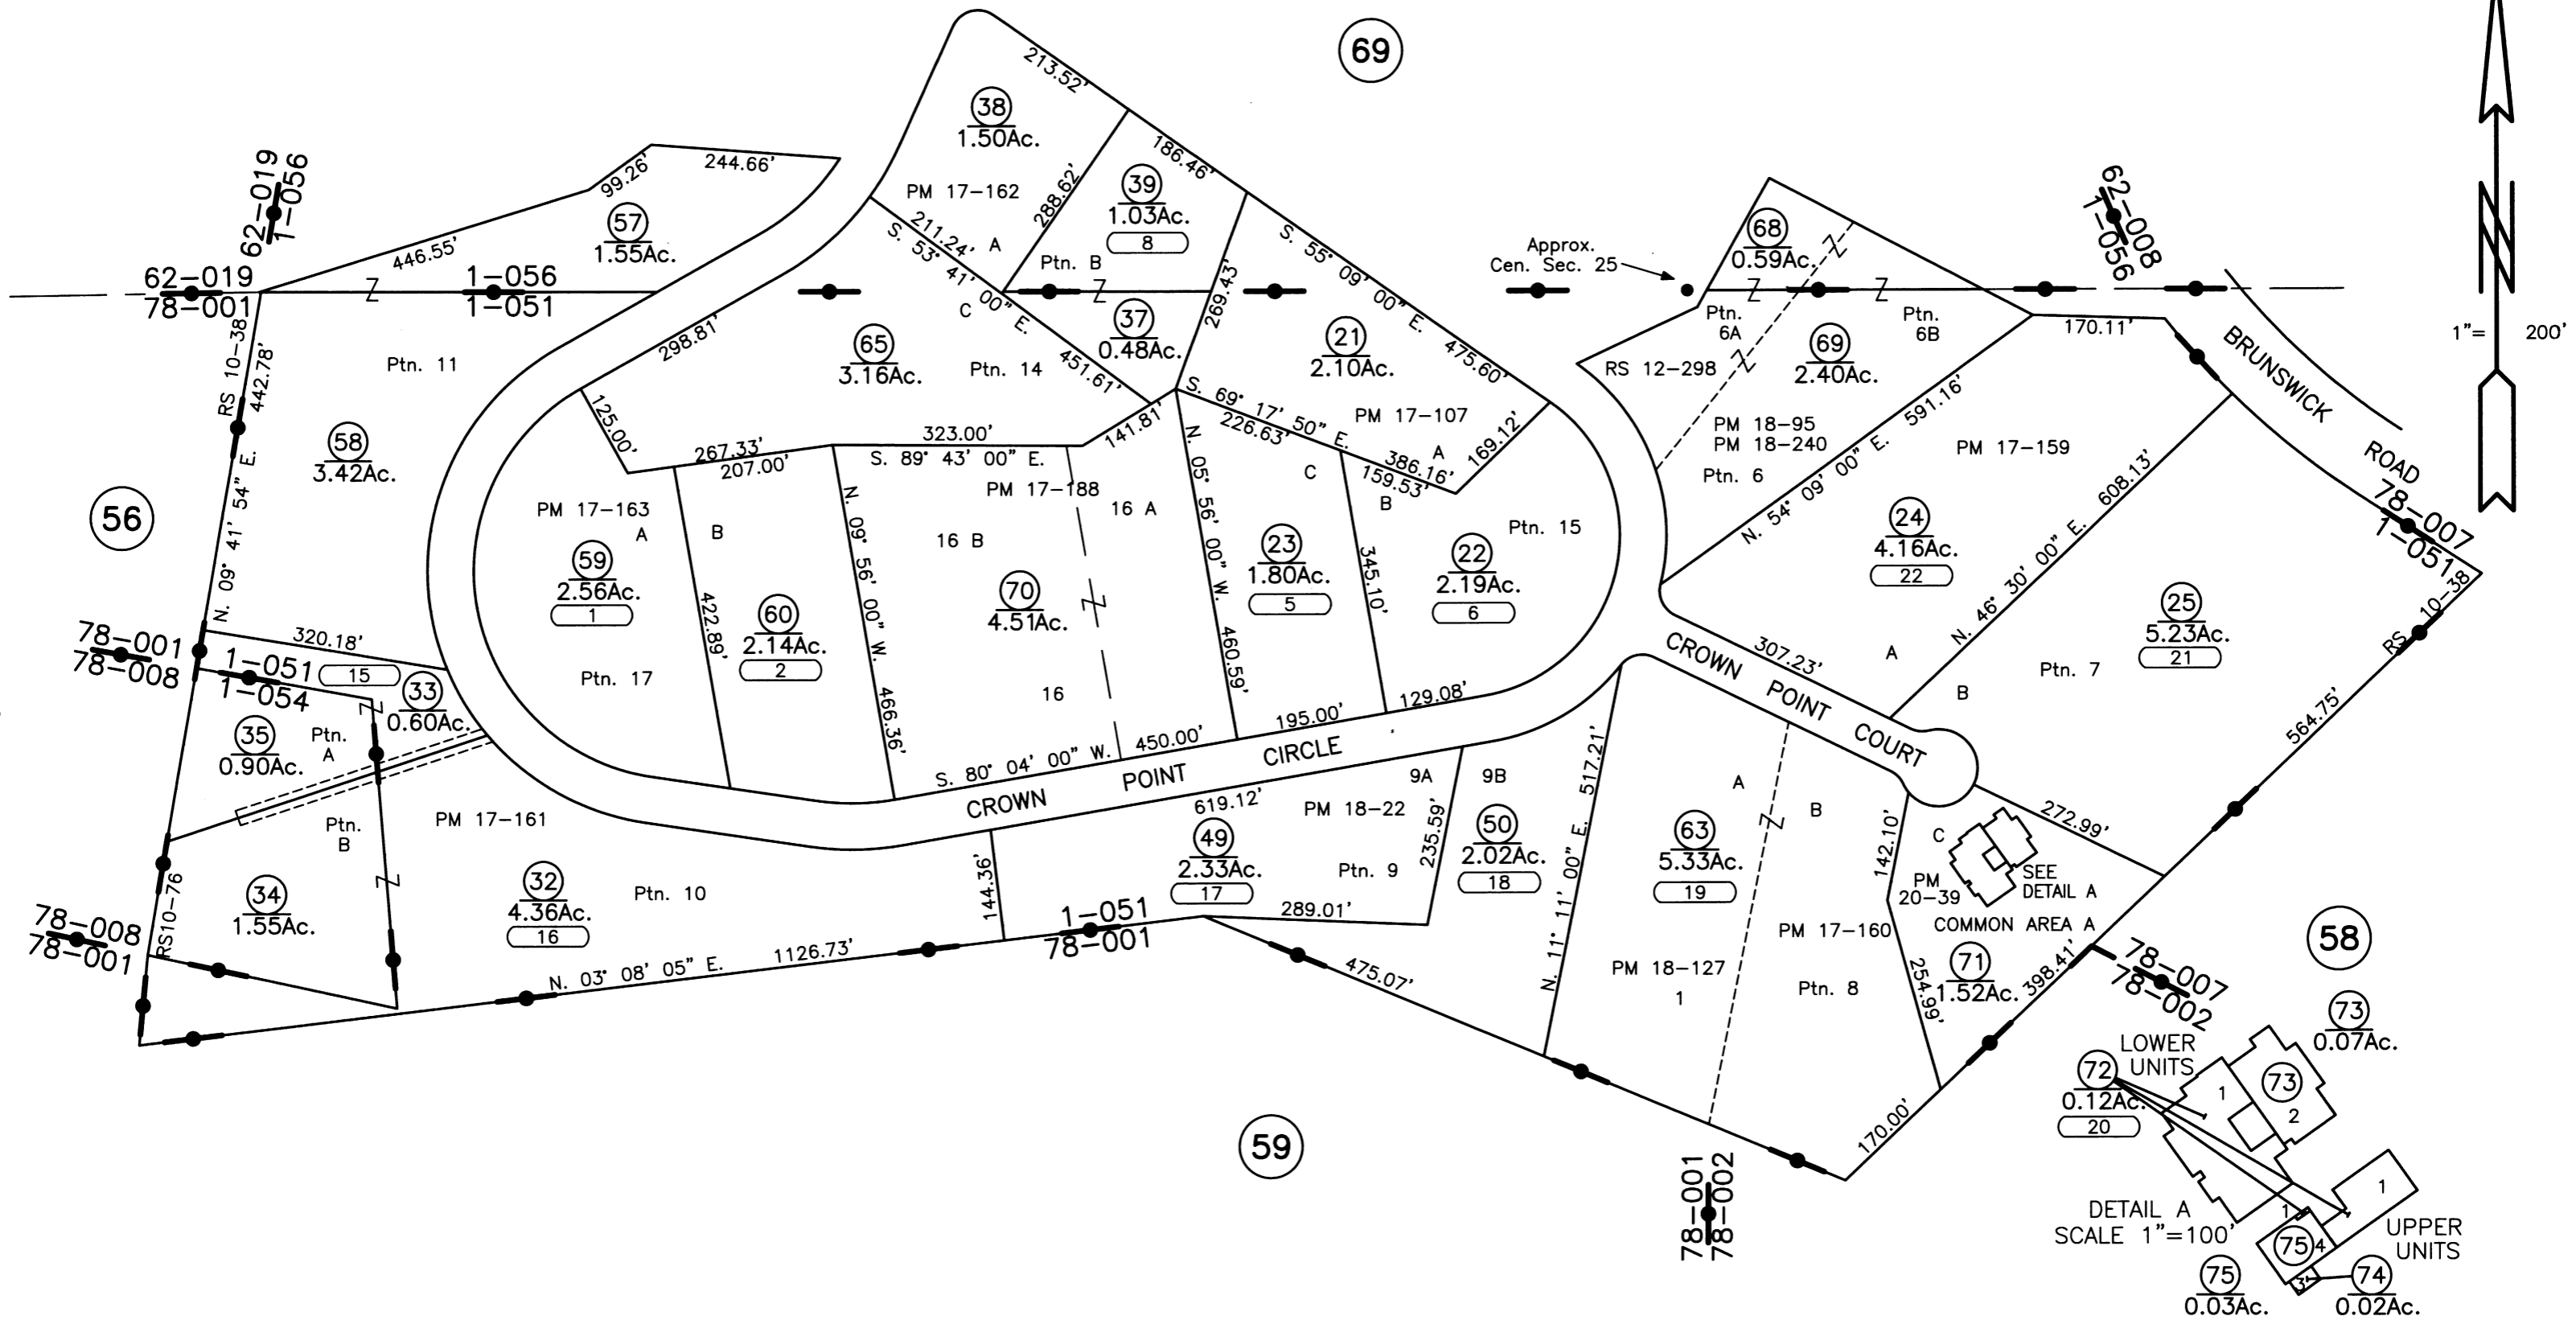 69
213.52'
38
1.50Ac.
PM 17-162
A
211.24'
S. 53° 41' 00" E.
451.61'
C
288.62'
186.46'
39
1.03Ac.
8
Ptn. B
37
0.48Ac.
269.43'
62-019
1-056
99.26'
244.66'
57
1.55Ac.
446.55'
62-019
78-001
1-056
1-051
Z
Z
S. 55° 09' 00" E.
475.60'
21
2.10Ac.
PM 17-107
A
169.12'
Approx.
Cen. Sec. 25
68
0.59Ac.
Z
Z
Z
Z
Ptn.
6A
Ptn.
6B
69
2.40Ac.
RS 12-298
PM 18-95
PM 18-240
Ptn. 6
62-008
1-056
170.11'
BRUNSWICK
ROAD
78-007
1-051
1"= 200'
RS 10-38
442.78'
N. 09° 41' 54" E.
Ptn. 11
58
3.42Ac.
56
298.81'
65
3.16Ac.
Ptn. 14
125.00'
267.33'
207.00'
323.00'
S. 89° 43' 00" E.
141.81'
S. 69° 17' 50" E.
226.63'
386.16'
159.53'
PM 17-163
A
59
2.56Ac.
1
Ptn. 17
422.89'
B
60
2.14Ac.
2
N. 09° 56' 00" W.
466.36'
PM 17-188
16 A
16 B
70
4.51Ac.
Z
16
N. 05° 56' 00" W.
460.59'
C
23
1.80Ac.
5
345.10'
B
22
2.19Ac.
6
Ptn. 15
N. 54° 09' 00" E.
591.16'
PM 17-159
24
4.16Ac.
22
A
N. 46° 30' 00" E.
608.13'
25
5.23Ac.
21
Ptn. 7
B
RS 10-38
564.75'
78-001
78-008
320.18'
1-051
1-054
15
33
0.60Ac.
Z
35
0.90Ac.
Ptn.
A
Ptn.
B
Z
34
1.55Ac.
RS10-76
78-008
78-001
PM 17-161
32
4.36Ac.
16
Ptn. 10
N. 03° 08' 05" E.
1126.73'
144.36'
S. 80° 04' 00" W.
450.00'
195.00'
129.08'
CROWN POINT CIRCLE
619.12'
PM 18-22
9A
9B
49
2.33Ac.
17
Ptn. 9
235.59'
289.01'
1-051
78-001
50
2.02Ac.
18
475.07'
517.21'
N. 11° 11' 00" E.
CROWN POINT COURT
307.23'
A
63
5.33Ac.
19
Z
B
PM 18-127
1
PM 17-160
Ptn. 8
142.10'
254.99'
C
PM
20-39
SEE
DETAIL A
COMMON AREA A
71
1.52Ac.
272.99'
398.41'
170.00'
78-007
78-002
58
59
78-001
78-002
LOWER
UNITS
72
0.12Ac.
20
73
0.07Ac.
1
73
2
1
1
75
4
3
DETAIL A
SCALE 1"=100'
UPPER
UNITS
75
0.03Ac.
74
0.02Ac.